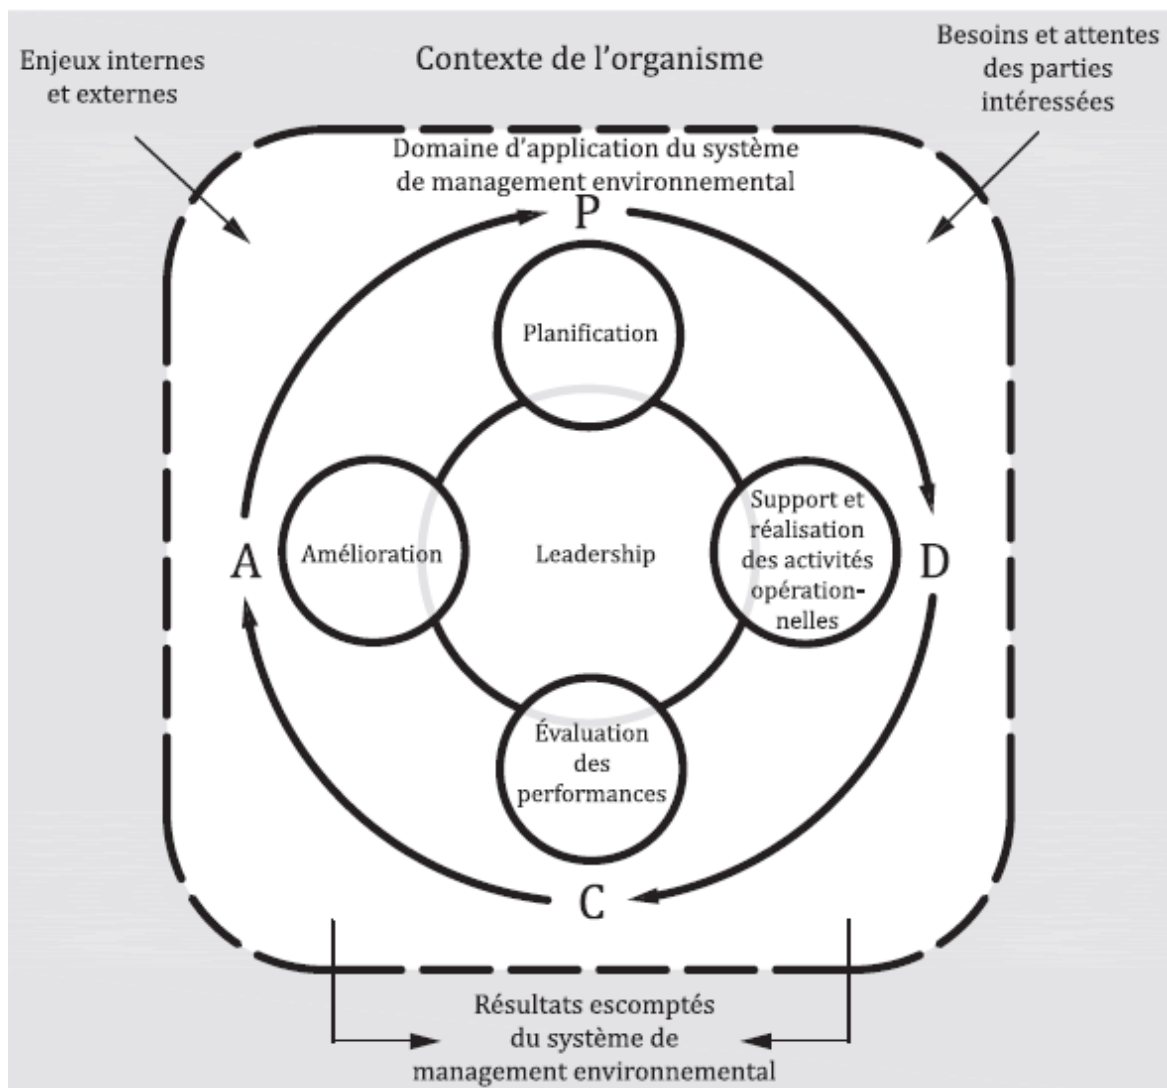 Enjeux internes
et externes
Contexte de l'organisme
Besoins et attentes
des parties
intéressées
Domaine d'application du système
de management environnemental
P
Planification
A
Amélioration
Leadership
Support et
réalisation
des activités
opération-
nelles
D
Évaluation
des
performances
C
Résultats escomptés
du système de
management environnemental